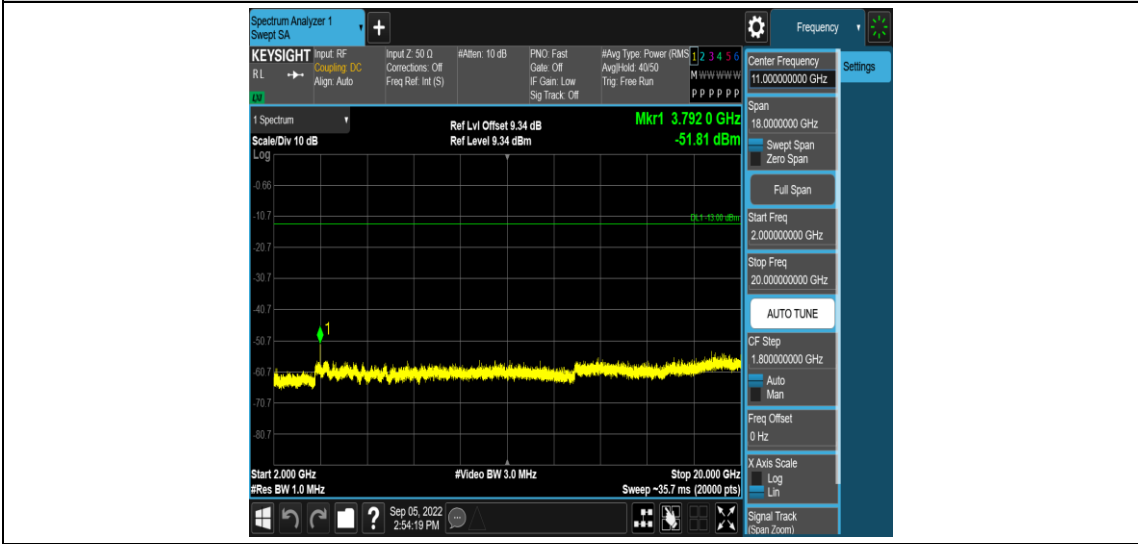 Spectrum Analyzer 1
Swept SA
+
Frequency
KEYSIGHT
RL
Input: RF
Coupling: DC
Align: Auto
Input Z: 50 Ω
Corrections: Off
Freq Ref: Int (S)
#Atten: 10 dB
PNO: Fast
Gate: Off
IF Gain: Low
Sig Track: Off
#Avg Type: Power (RMS
Avg|Hold: 40/50
Trig: Free Run
1 2 3 4 5 6
M W W W W W
P P P P P P
1 Spectrum
Scale/Div 10 dB
Log
Ref Lvl Offset 9.34 dB
Ref Level 9.34 dBm
Mkr1 3.792 0 GHz
-51.81 dBm
-0.66
-10.7
DL1 -13.00 dBm
-20.7
-30.7
-40.7
1
-50.7
-60.7
-70.7
-80.7
Start 2.000 GHz
#Video BW 3.0 MHz
Stop 20.000 GHz
#Res BW 1.0 MHz
Sweep ~35.7 ms (20000 pts)
?
Sep 05, 2022
2:54:19 PM
Center Frequency
11.000000000 GHz
Settings
Span
18.0000000 GHz
Swept Span
Zero Span
Full Span
Start Freq
2.000000000 GHz
Stop Freq
20.000000000 GHz
AUTO TUNE
CF Step
1.800000000 GHz
Auto
Man
Freq Offset
0 Hz
X Axis Scale
Log
Lin
Signal Track
(Span Zoom)